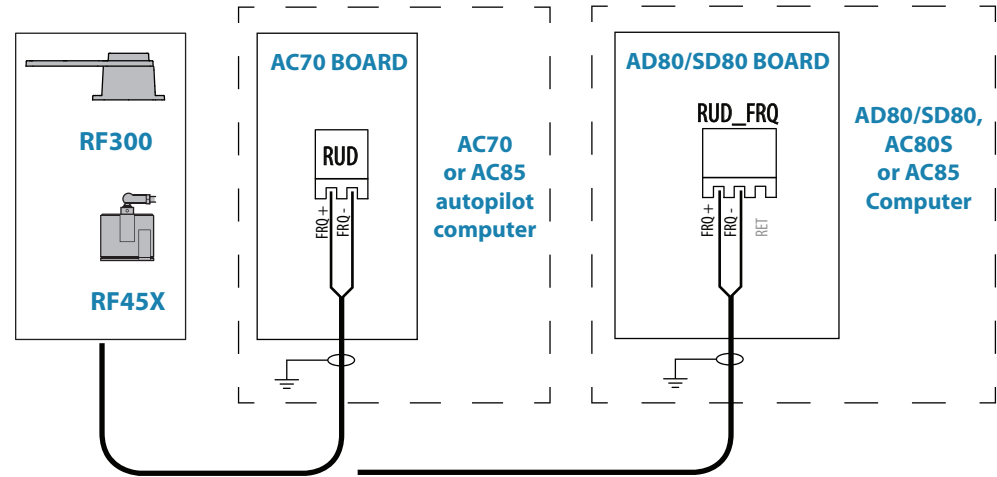 RF300
RF45X
AC70 BOARD
RUD
FRQ +
FRQ -
AC70
or AC85
autopilot
computer
AD80/SD80 BOARD
RUD_FRQ
FRQ +
FRQ -
RET
AD80/SD80,
AC80S
or AC85
Computer